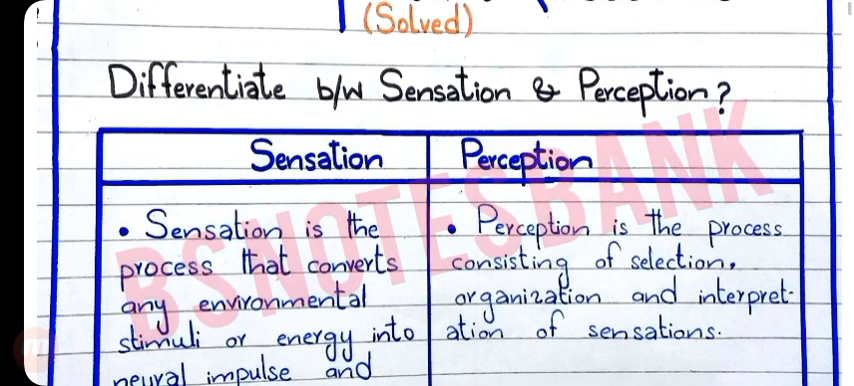 (Solved)
Differentiate b/w Sensation & Perception?
Sensation
Perception
• Sensation is the
process that converts
any environmental
stimuli or energy into
neural impulse and
• Perception is the process
consisting of selection,
organization and interpret-
ation of sensations.
BSNOTESBANK